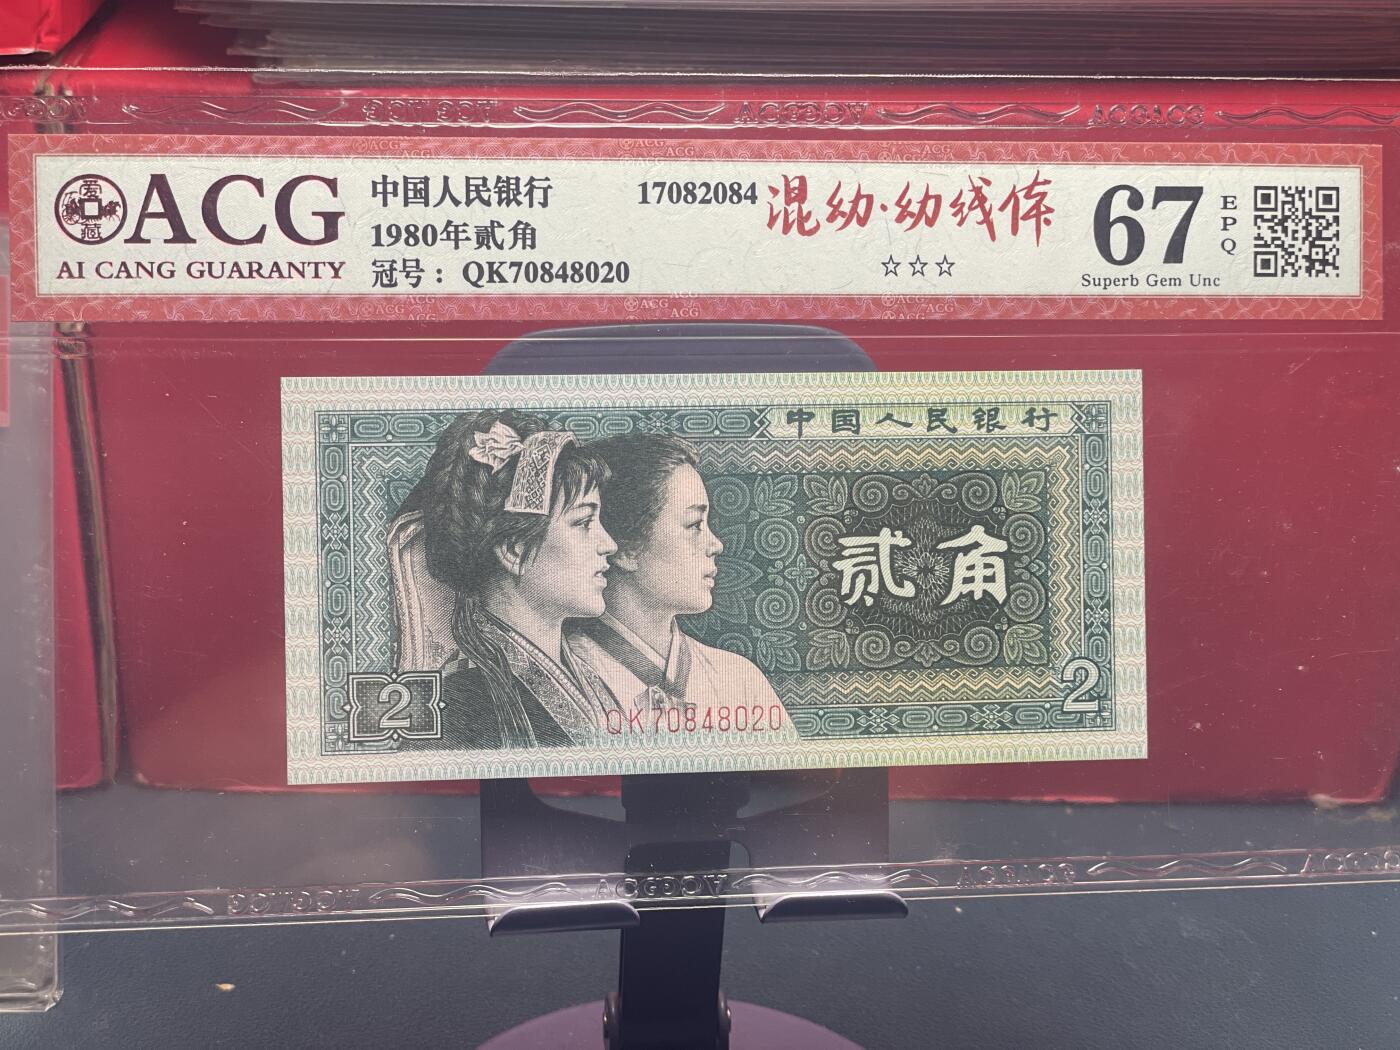 ACG
AI CANG GUARANTY
中国人民银行
1980年贰角
冠号：QK70848020
17082084
混幼·幼线体
☆☆☆
67
EPQ
Superb Gem Unc
中国人民银行
贰角
2
2
QK70848020